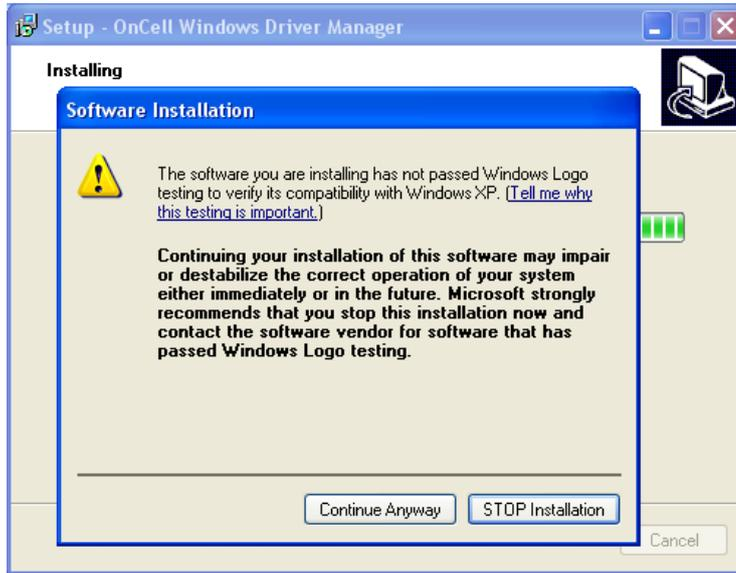 Setup - OnCell Windows Driver Manager
Installing
Software Installation
The software you are installing has not passed Windows Logo
testing to verify its compatibility with Windows XP. (Tell me why
this testing is important.)
Continuing your installation of this software may impair
or destabilize the correct operation of your system
either immediately or in the future. Microsoft strongly
recommends that you stop this installation now and
contact the software vendor for software that has
passed Windows Logo testing.
Continue Anyway
STOP Installation
Cancel